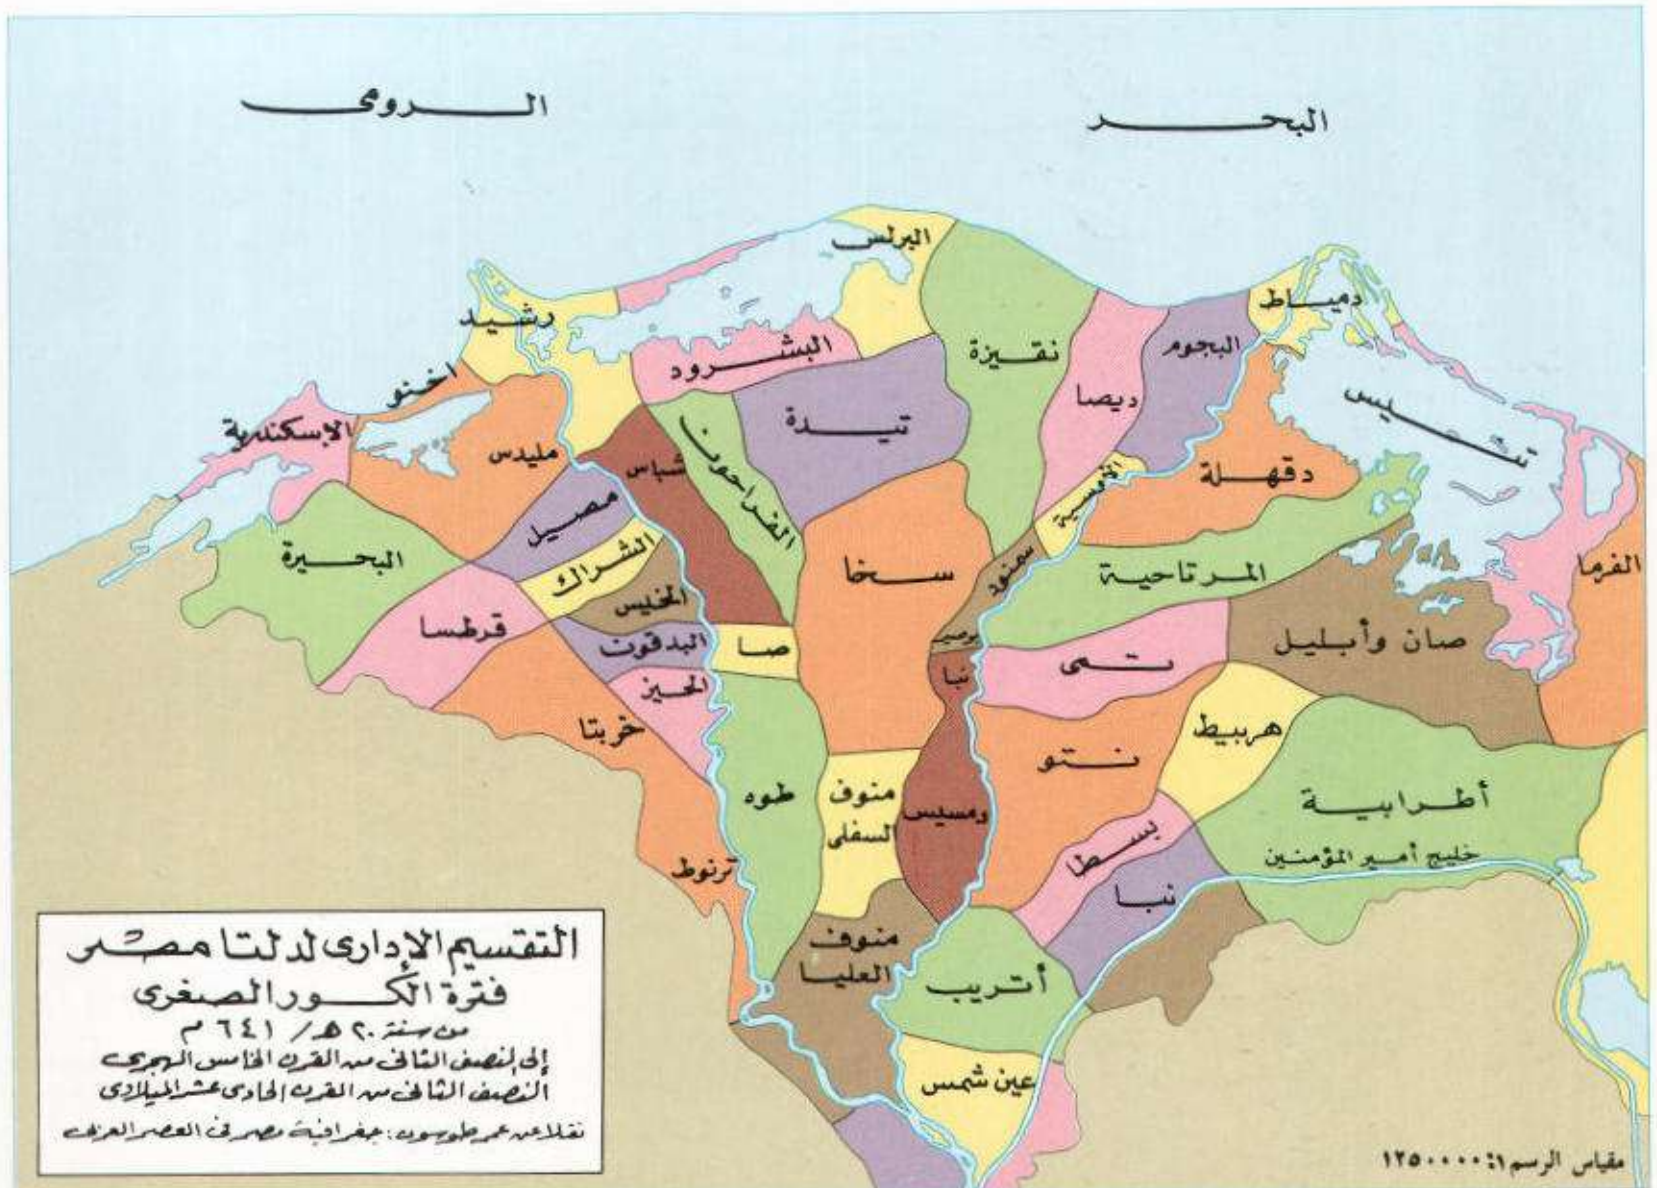 البحر
الرومى
البرلس
دمياط
رشيد
البجوم
البشرود
نقيزة
اخنو
ديصا
تنيس
الإسكندرية
تيدة
مليدس
شباس
دقهلة
الفراحون
الأوسية
مصيل
البحيرة
الشراك
سخا
سمنود
المرتاحية
الفرما
الخيس
قرطسا
البدقون
صا
بوصير
صان وأبليل
تمى
نبا
الحيز
خربتا
هربيط
نتو
طوه
منوف
السفلى
ومسيس
أطرابية
بسطا
خليج أمير المؤمنين
ترنوط
نبا
منوف
العليا
أتريب
عين شمس
التقسيم الإدارى لدلتا مصر
فترة الكور الصغرى
من سنة ٢٠ هـ / ٦٤١ م
إلى النصف الثانى من القرن الخامس الهجرى
النصف الثانى من القرن الحادى عشر الميلادى
نقلا عن عمر طوسون: جغرافية مصر فى العصر العربى
مقياس الرسم ١:١٢٥٠٠٠٠